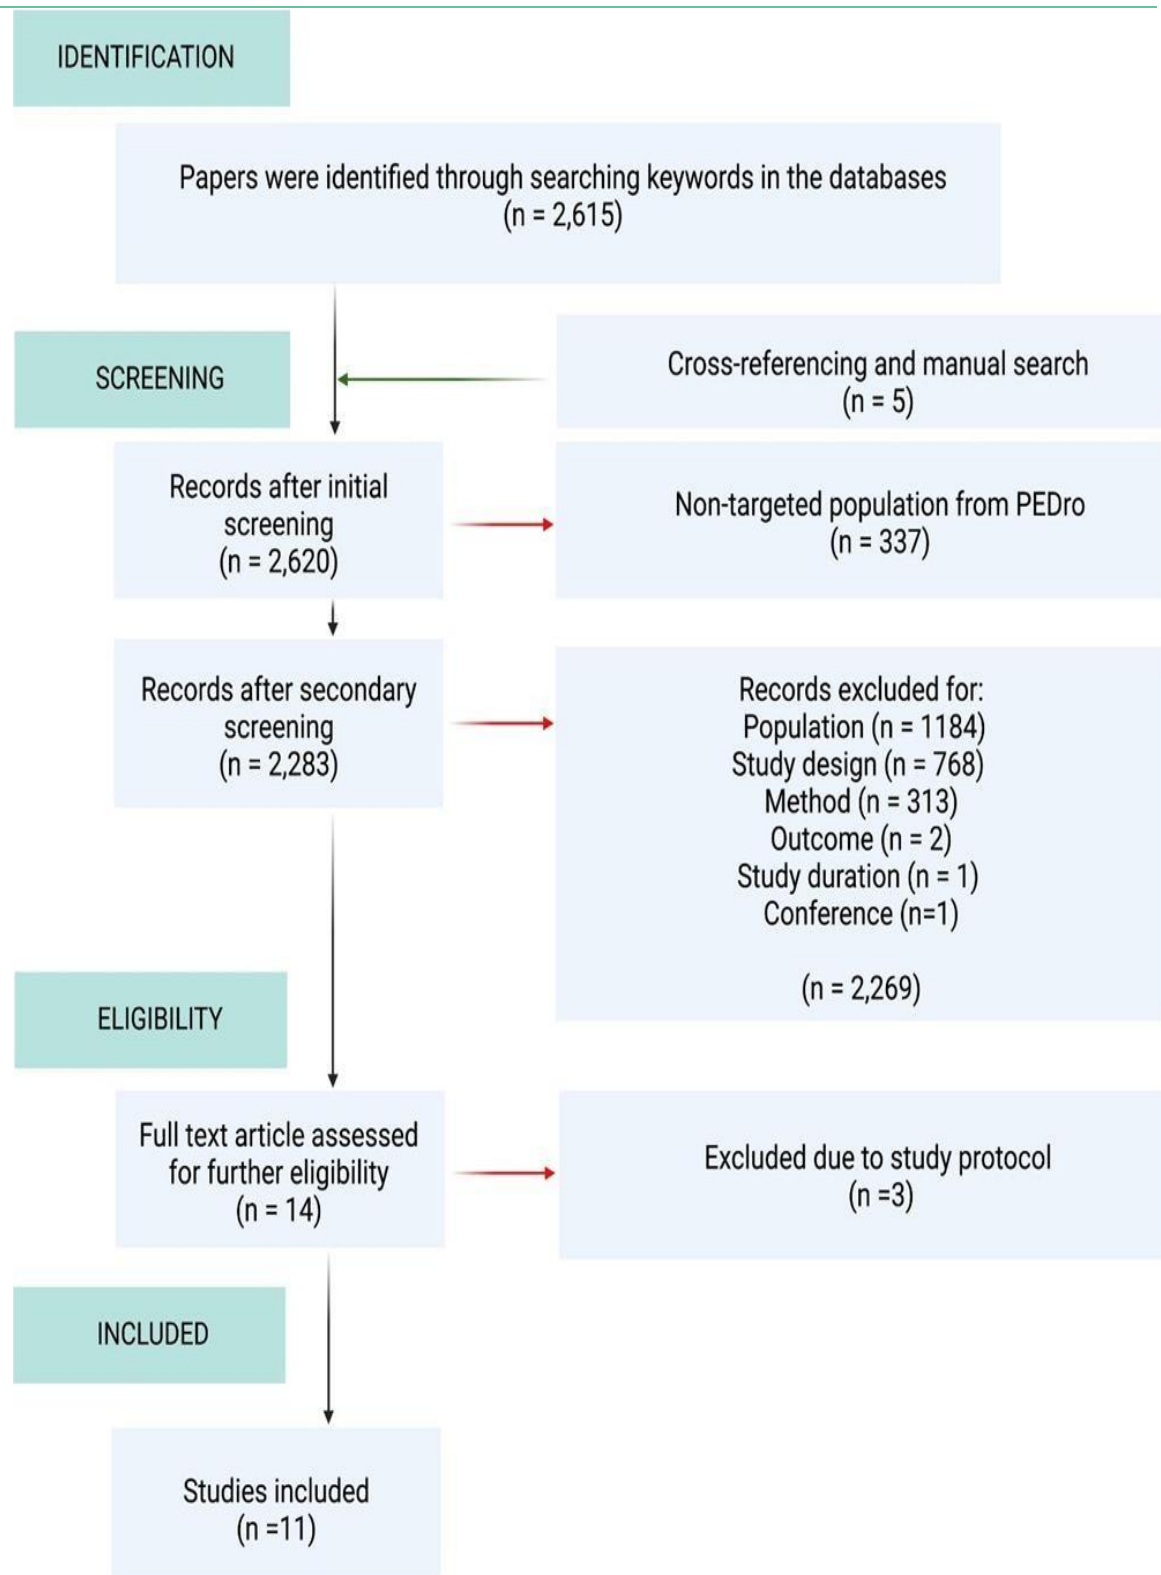 IDENTIFICATION
Papers were identified through searching keywords in the databases
(n = 2,615)
SCREENING
Cross-referencing and manual search
(n = 5)
Records after initial
screening
(n = 2,620)
Non-targeted population from PEDro
(n = 337)
Records after secondary
screening
(n = 2,283)
Records excluded for:
Population (n = 1184)
Study design (n = 768)
Method (n = 313)
Outcome (n = 2)
Study duration (n = 1)
Conference (n=1)
(n = 2,269)
ELIGIBILITY
Full text article assessed
for further eligibility
(n = 14)
Excluded due to study protocol
(n =3)
INCLUDED
Studies included
(n =11)